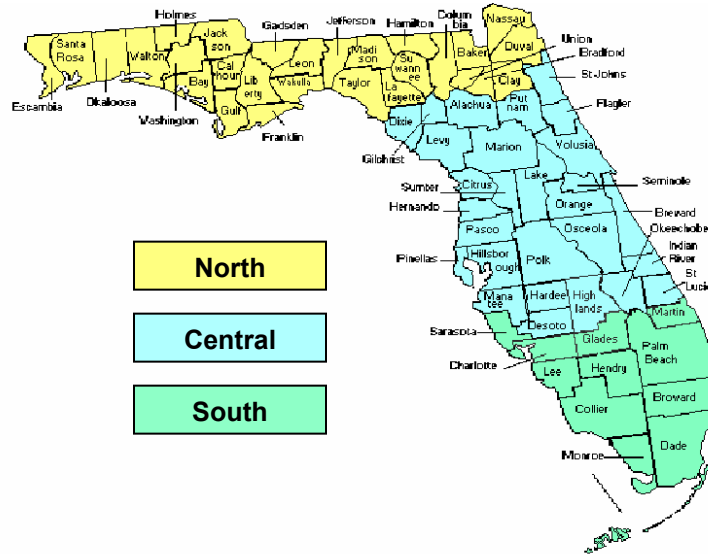 Holmes
Jefferson
Hamilton
Colum
bia
Nassau
Gadsden
Jack
son
Santa
Rosa
Walton
Leon
Madi
son
Su
wann
ee
Baker
Duval
Union
Bradford
Cal
houn
Lib
erty
Wakulla
Bay
Taylor
La
fayette
Clay
St Johns
Escambia
Okaloosa
Washington
Gulf
Franklin
Dixie
Alachua
Put
nam
Flagler
Gilchrist
Levy
Marion
Volusia
Lake
Sumter
Citrus
Seminole
Hernando
Orange
Brevard
Pasco
Osceola
Okeechobe
Indian
River
Pinellas
Hillsbor
ough
Polk
St
Lucie
North
Mana
tee
Hardee
High
lands
Martin
Central
Sarasota
Desoto
Glades
Palm
Beach
Charlotte
Lee
Hendry
South
Collier
Broward
Monroe
Dade